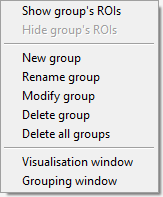 Show group's ROIs
Hide group's ROIs
New group
Rename group
Modify group
Delete group
Delete all groups
Visualisation window
Grouping window